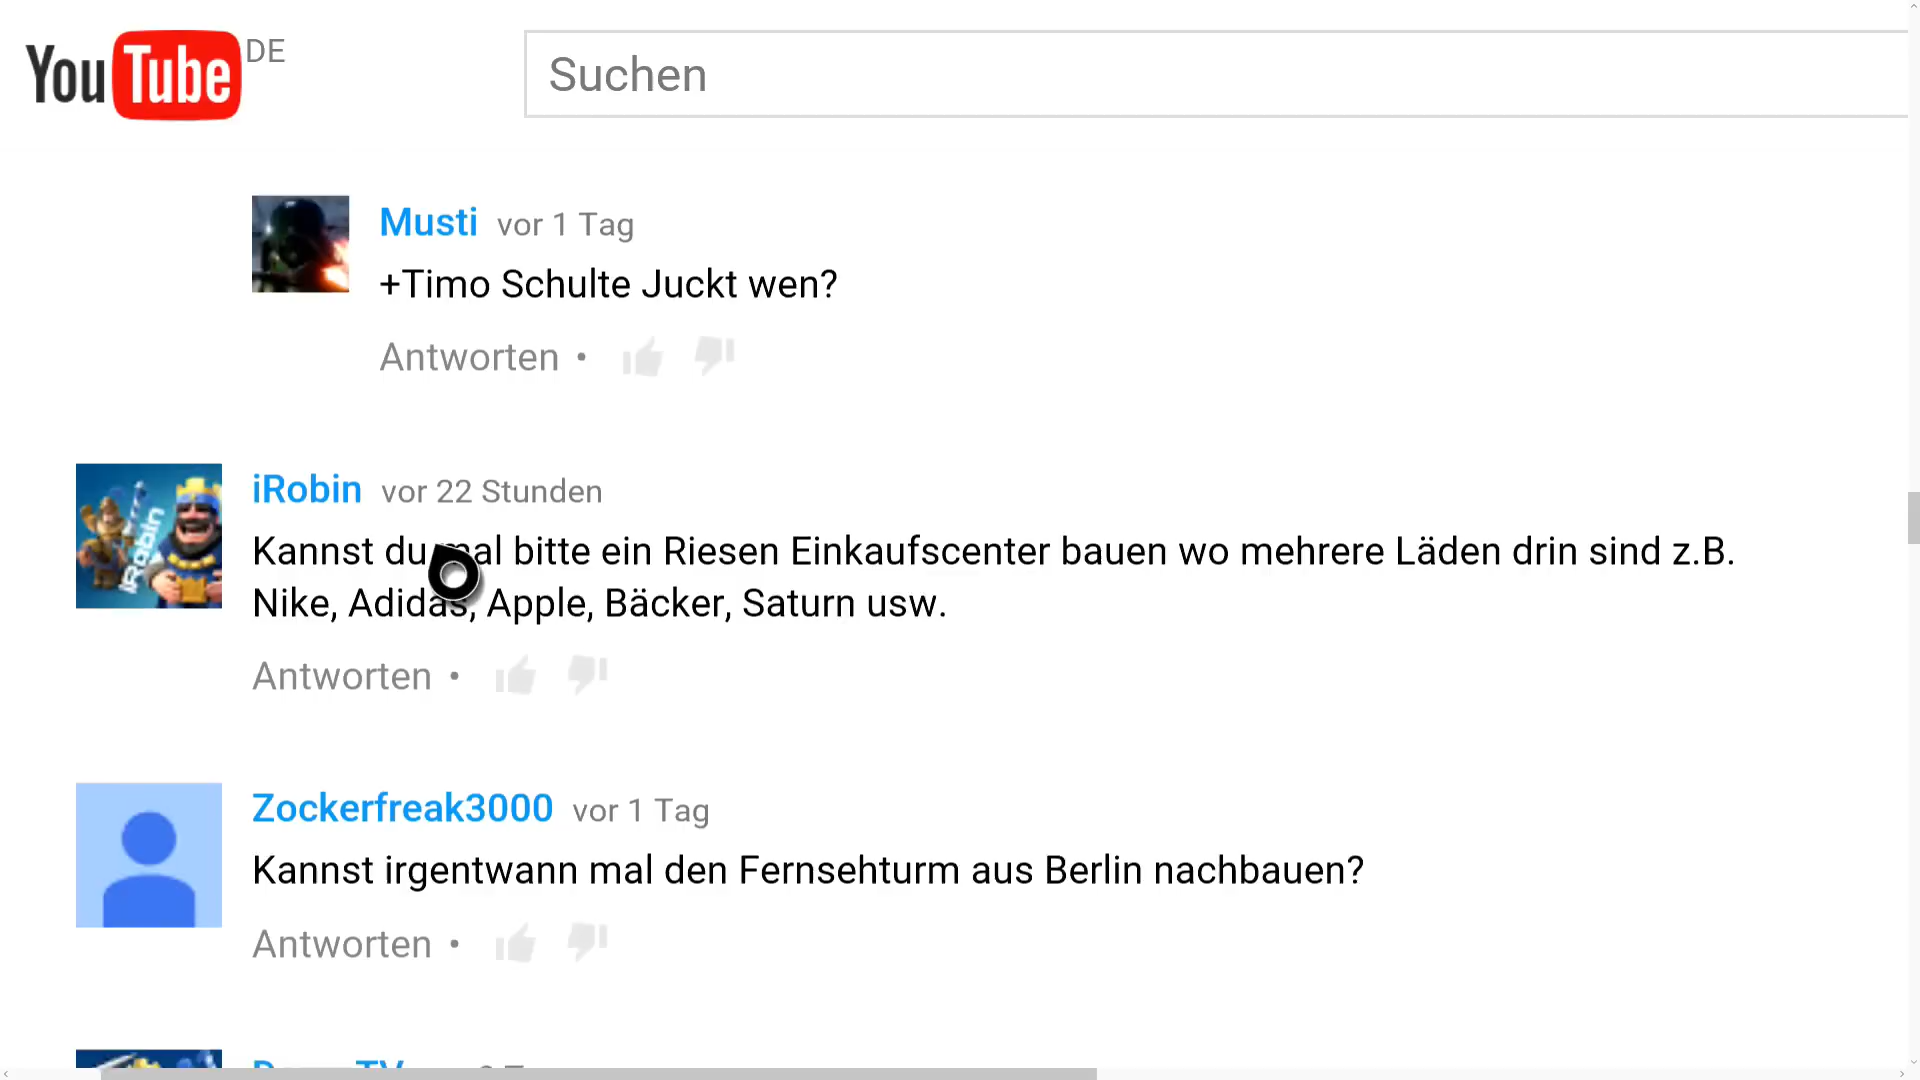 YouTube DE
Suchen
Musti vor 1 Tag
+Timo Schulte Juckt wen?
Antworten •
iRobin vor 22 Stunden
iRobin
Kannst du mal bitte ein Riesen Einkaufscenter bauen wo mehrere Läden drin sind z.B.
Nike, Adidas, Apple, Bäcker, Saturn usw.
Antworten •
Zockerfreak3000 vor 1 Tag
Kannst irgentwann mal den Fernsehturm aus Berlin nachbauen?
Antworten •